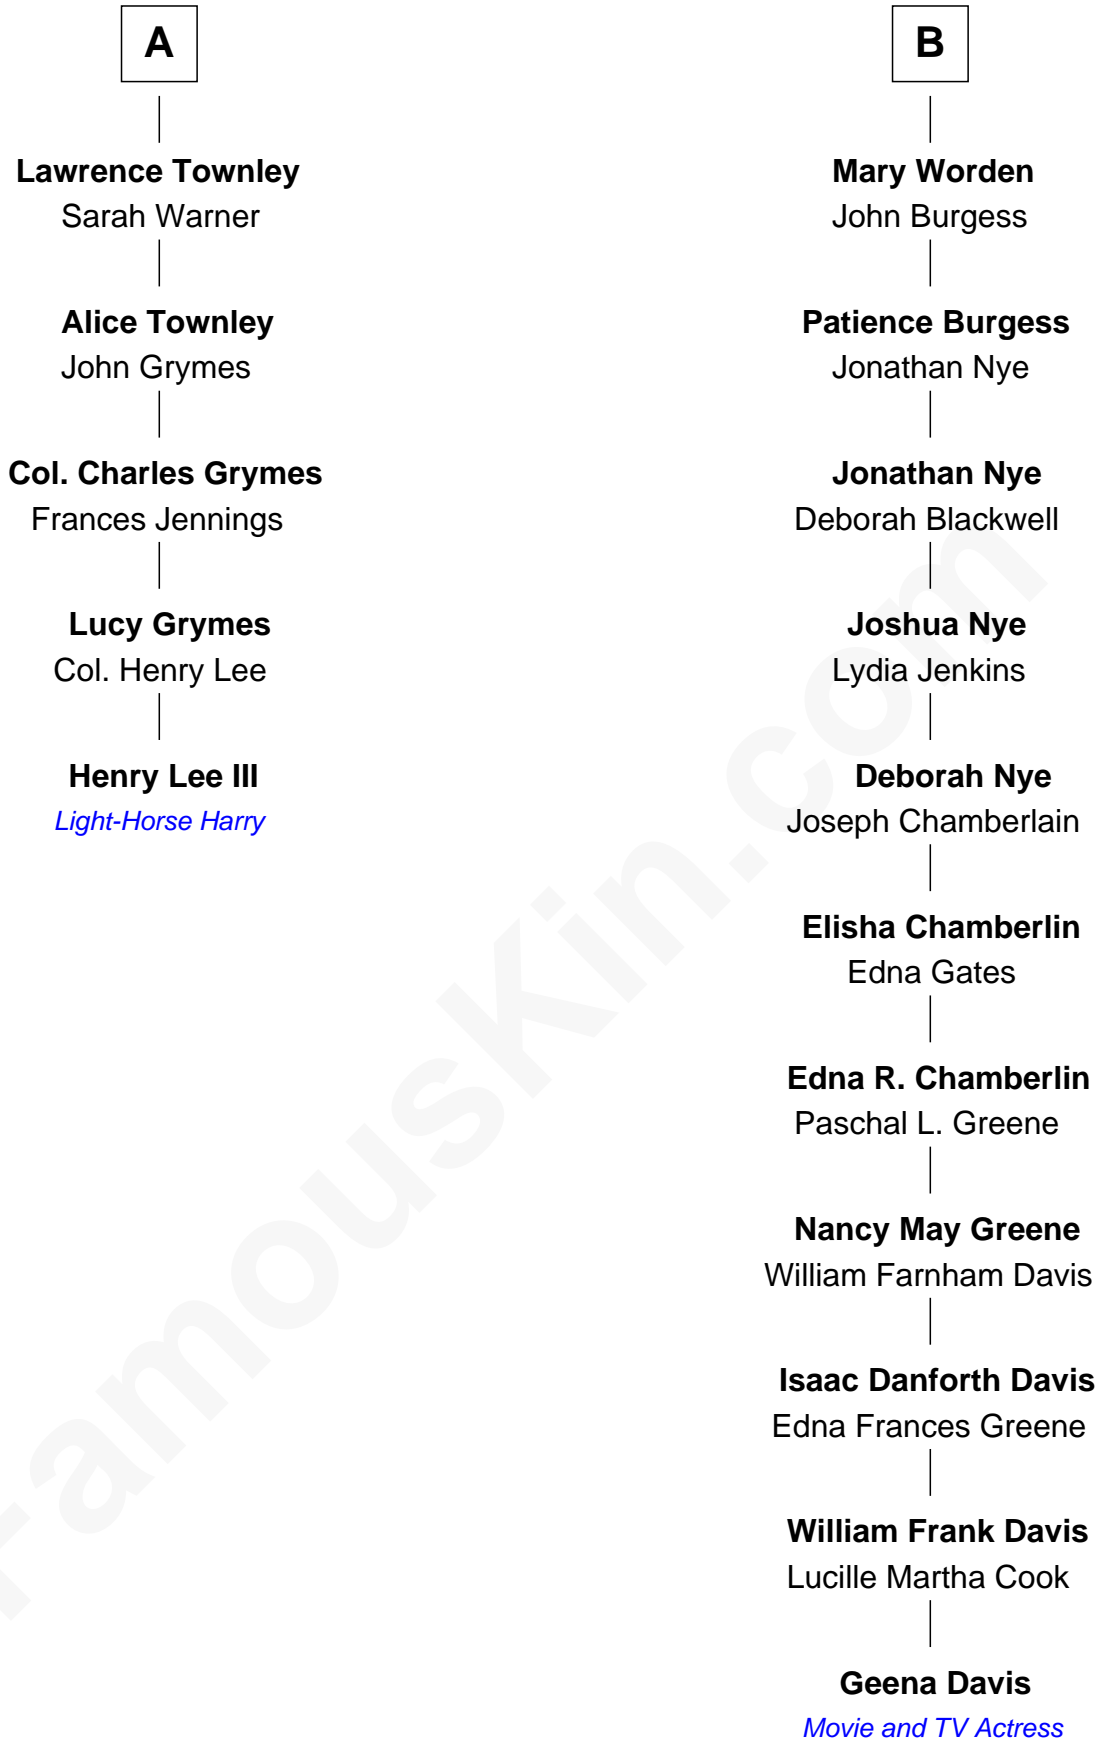 A
Lawrence Townley
Sarah Warner
Alice Townley
John Grymes
Col. Charles Grymes
Frances Jennings
Lucy Grymes
Col. Henry Lee
Henry Lee III
Light-Horse Harry
B
Mary Worden
John Burgess
Patience Burgess
Jonathan Nye
Jonathan Nye
Deborah Blackwell
Joshua Nye
Lydia Jenkins
Deborah Nye
Joseph Chamberlain
Elisha Chamberlin
Edna Gates
Edna R. Chamberlin
Paschal L. Greene
Nancy May Greene
William Farnham Davis
Isaac Danforth Davis
Edna Frances Greene
William Frank Davis
Lucille Martha Cook
Geena Davis
Movie and TV Actress
FamousKin.com